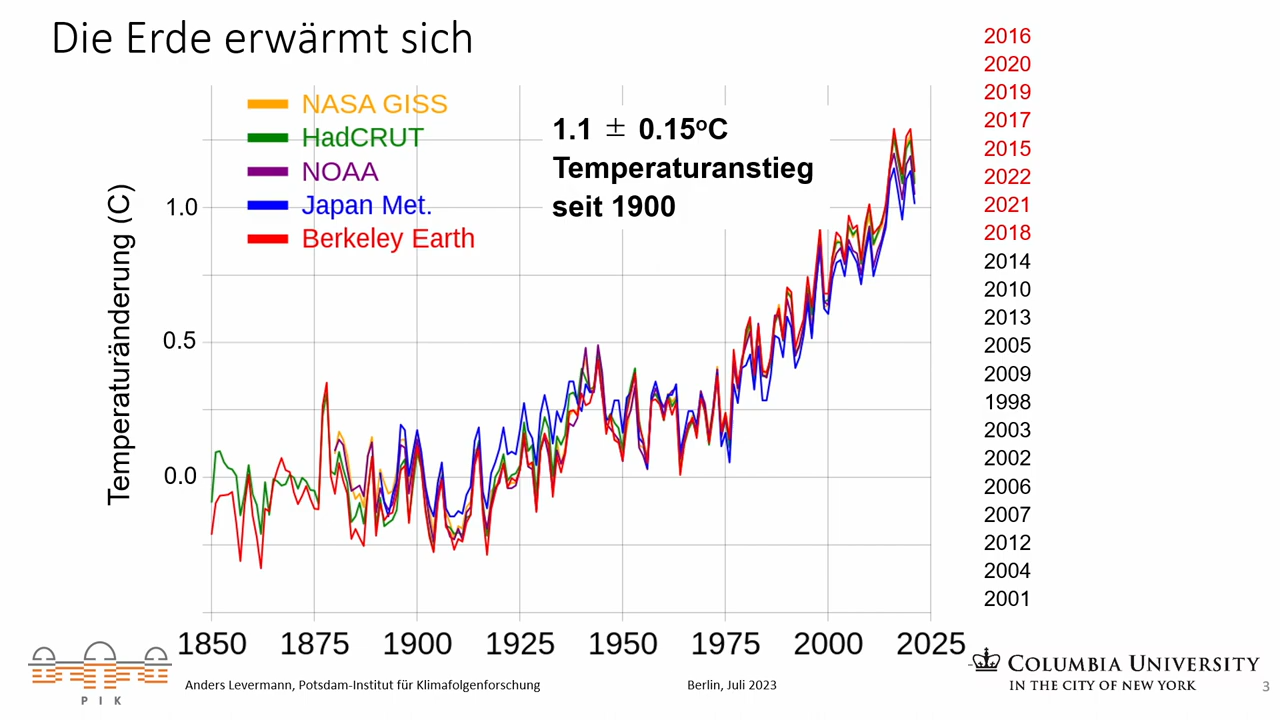 Die Erde erwärmt sich
NASA GISS
HadCRUT
NOAA
Japan Met.
Berkeley Earth
1.1 ± 0.15ºC
Temperaturanstieg
seit 1900
Temperaturänderung (C)
1.0
0.5
0.0
1850 1875 1900 1925 1950 1975 2000 2025
2016
2020
2019
2017
2015
2022
2021
2018
2014
2010
2013
2005
2009
1998
2003
2002
2006
2007
2012
2004
2001
P I K
Anders Levermann, Potsdam-Institut für Klimafolgenforschung
Berlin, Juli 2023
COLUMBIA UNIVERSITY
IN THE CITY OF NEW YORK
3